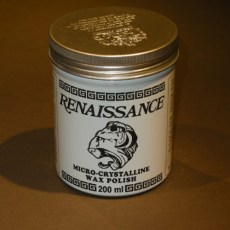 RENAISSANCE
MICRO-CRYSTALLINE
WAX POLISH
200 ml